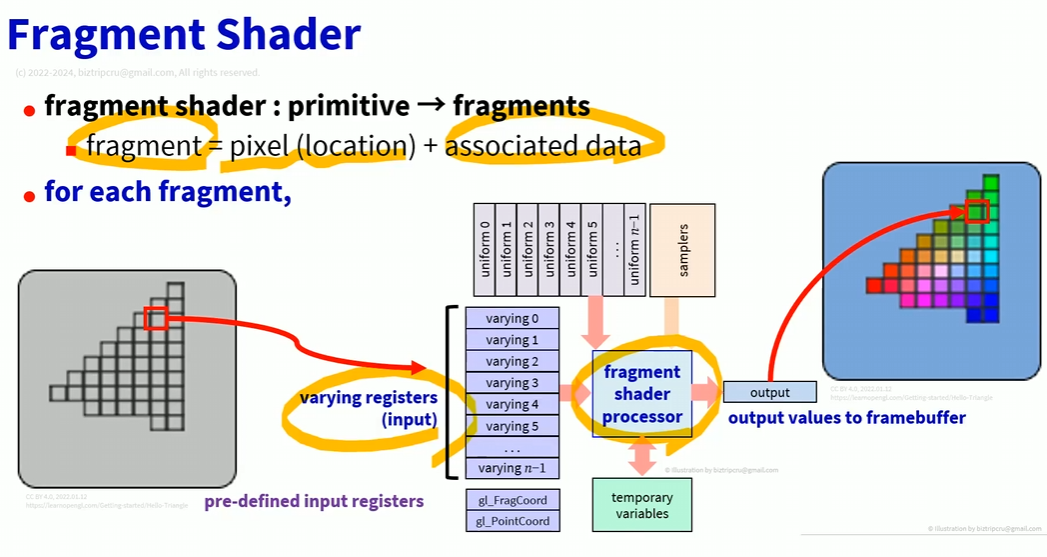 Fragment Shader
(c) 2022-2024, biztripcru@gmail.com, All rights reserved.
fragment shader : primitive → fragments
fragment = pixel (location) + associated data
for each fragment,
uniform 0
uniform 1
uniform 2
uniform 3
uniform 4
uniform 5
...
uniform n−1
samplers
varying 0
varying 1
varying 2
varying 3
varying 4
varying 5
...
varying n−1
varying registers
(input)
fragment
shader
processor
output
output values to framebuffer
CC BY 4.0, 2022.01.12
https://learnopengl.com/Getting-started/Hello-Triangle
© illustration by biztripcru@gmail.com
CC BY 4.0, 2022.01.12
https://learnopengl.com/Getting-started/Hello-Triangle
pre-defined input registers
gl_FragCoord
gl_PointCoord
temporary
variables
© illustration by biztripcru@gmail.com